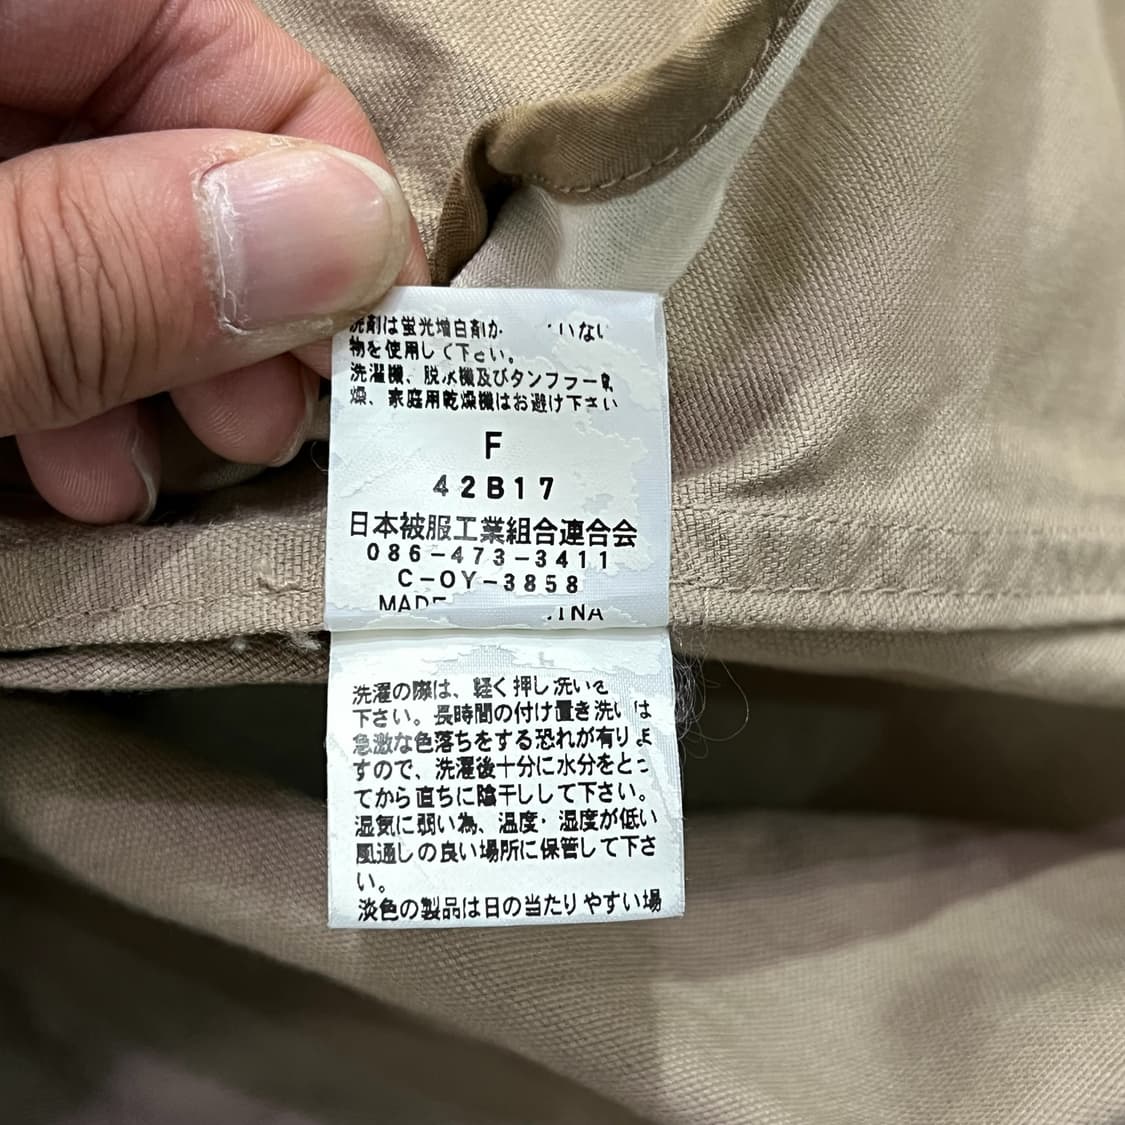 洗剤は蛍光増白剤が いない
物を使用して下さい。
洗濯機、脱水機及びタンブラー乾
燥、家庭用乾燥機はお避け下さい
F
42B17
日本被服工業組合連合会
086-473-3411
C-OY-3858
MADE INA
洗濯の際は、軽く押し洗いを
下さい。長時間の付け置き洗いは
急激な色落ちをする恐れが有りま
すので、洗濯後十分に水分をとっ
てから直ちに陰干しして下さい。
湿気に弱い為、温度・湿度が低い
風通しの良い場所に保管して下さ
い。
淡色の製品は日の当たりやすい場